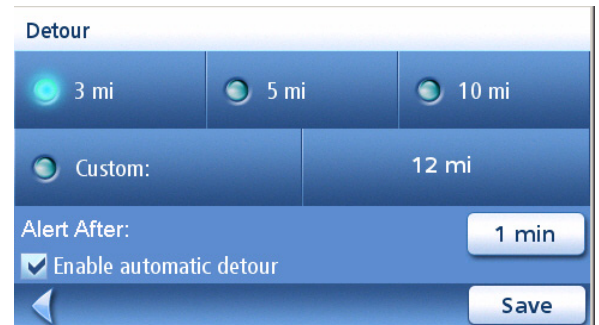 Detour
3 mi 5 mi 10 mi
Custom: 12 mi
Alert After: 1 min
Enable automatic detour
Save